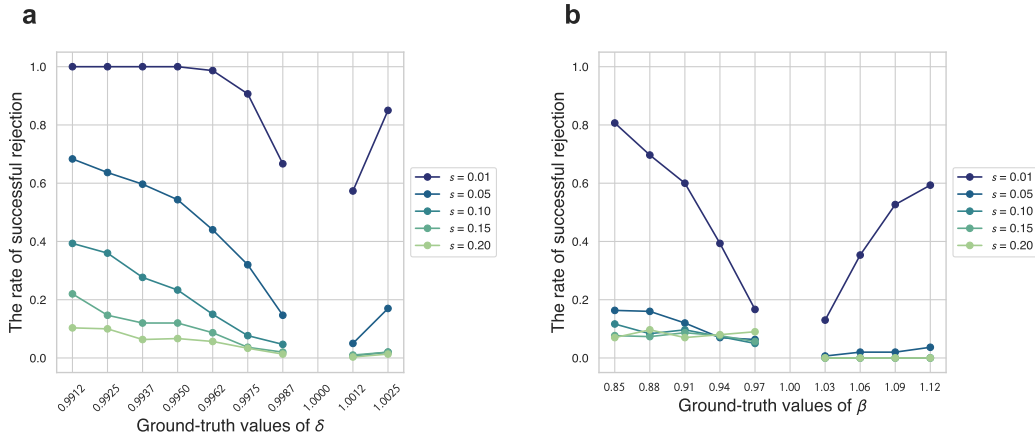 a
The rate of successful rejection
1.0
0.8
0.6
0.4
0.2
0.0
0.9912 0.9925 0.9937 0.9950 0.9962 0.9975 0.9987 1.0000 1.0012 1.0025
Ground-truth values of δ
s = 0.01
s = 0.05
s = 0.10
s = 0.15
s = 0.20
b
The rate of successful rejection
1.0
0.8
0.6
0.4
0.2
0.0
0.85 0.88 0.91 0.94 0.97 1.00 1.03 1.06 1.09 1.12
Ground-truth values of β
s = 0.01
s = 0.05
s = 0.10
s = 0.15
s = 0.20